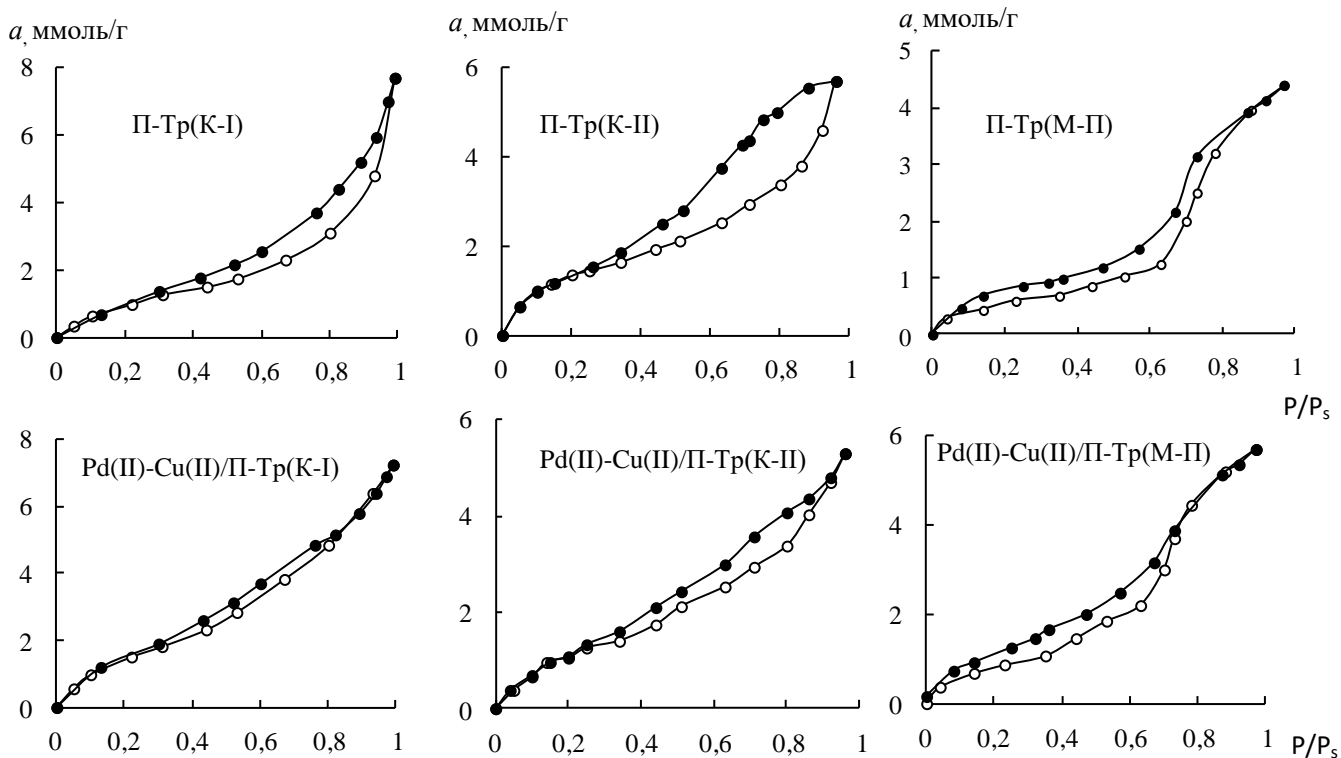 a, ммоль/г
8
6
4
2
0
П-Тр(К-I)
0 0,2 0,4 0,6 0,8 1
a, ммоль/г
6
4
2
0
П-Тр(К-II)
0 0,2 0,4 0,6 0,8 1
a, ммоль/г
5
4
3
2
1
0
П-Тр(М-П)
0 0,2 0,4 0,6 0,8 1
P/Ps
8
6
4
2
0
Pd(II)-Cu(II)/П-Тр(К-I)
0 0,2 0,4 0,6 0,8 1
6
4
2
0
Pd(II)-Cu(II)/П-Тр(К-II)
0 0,2 0,4 0,6 0,8 1
6
4
2
0
Pd(II)-Cu(II)/П-Тр(М-П)
0 0,2 0,4 0,6 0,8 1
P/Ps